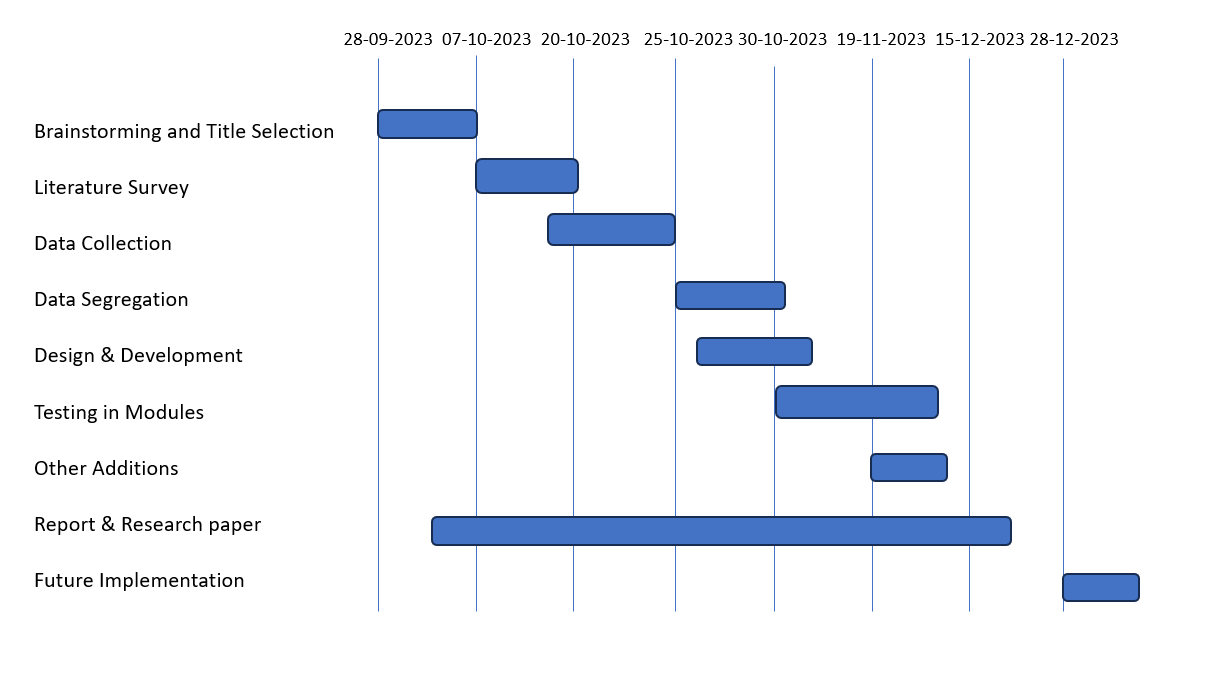 28-09-2023 07-10-2023 20-10-2023 25-10-2023 30-10-2023 19-11-2023 15-12-2023 28-12-2023
Brainstorming and Title Selection
Literature Survey
Data Collection
Data Segregation
Design & Development
Testing in Modules
Other Additions
Report & Research paper
Future Implementation